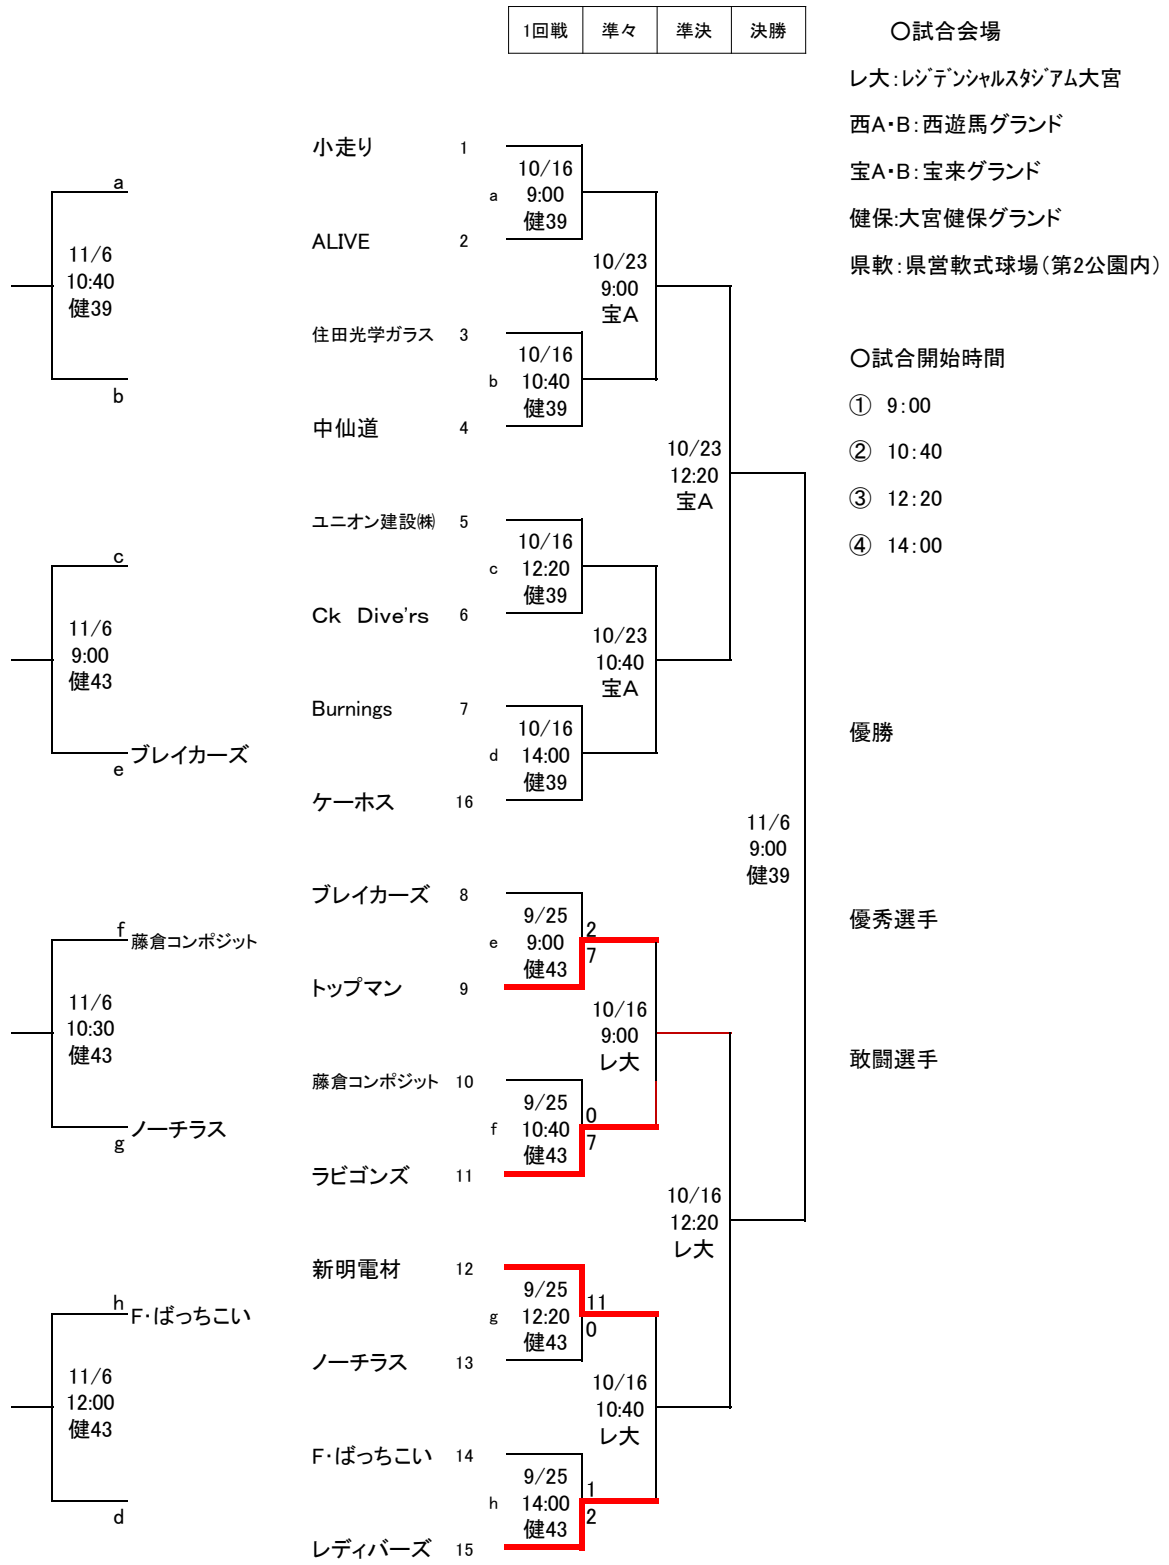 1回戦 準々 準決 決勝
○試合会場
レ大:レジデンシャルスタジアム大宮
西A・B:西遊馬グランド
宝A・B:宝来グランド
健保:大宮健保グランド
県軟:県営軟式球場(第2公園内)
○試合開始時間
① 9:00
② 10:40
③ 12:20
④ 14:00
優勝
優秀選手
敢闘選手
a
11/6
10:40
健39
b
c
11/6
9:00
健43
e ブレイカーズ
f 藤倉コンポジット
11/6
10:30
健43
g ノーチラス
h F・ばっちこい
11/6
12:00
健43
d
小走り 1
a
10/16
9:00
健39
ALIVE 2
住田光学ガラス 3
b
10/16
10:40
健39
中仙道 4
ユニオン建設㈱ 5
c
10/16
12:20
健39
Ck Dive'rs 6
Burnings 7
d
10/16
14:00
健39
ケーホス 16
ブレイカーズ 8
e
9/25
9:00
健43
2
7
トップマン 9
藤倉コンポジット 10
f
9/25
10:40
健43
0
7
ラビゴンズ 11
新明電材 12
g
9/25
12:20
健43
11
0
ノーチラス 13
F・ばっちこい 14
h
9/25
14:00
健43
1
2
レディバーズ 15
10/23
9:00
宝A
10/23
10:40
宝A
10/16
9:00
レ大
10/16
10:40
レ大
10/23
12:20
宝A
10/16
12:20
レ大
11/6
9:00
健39